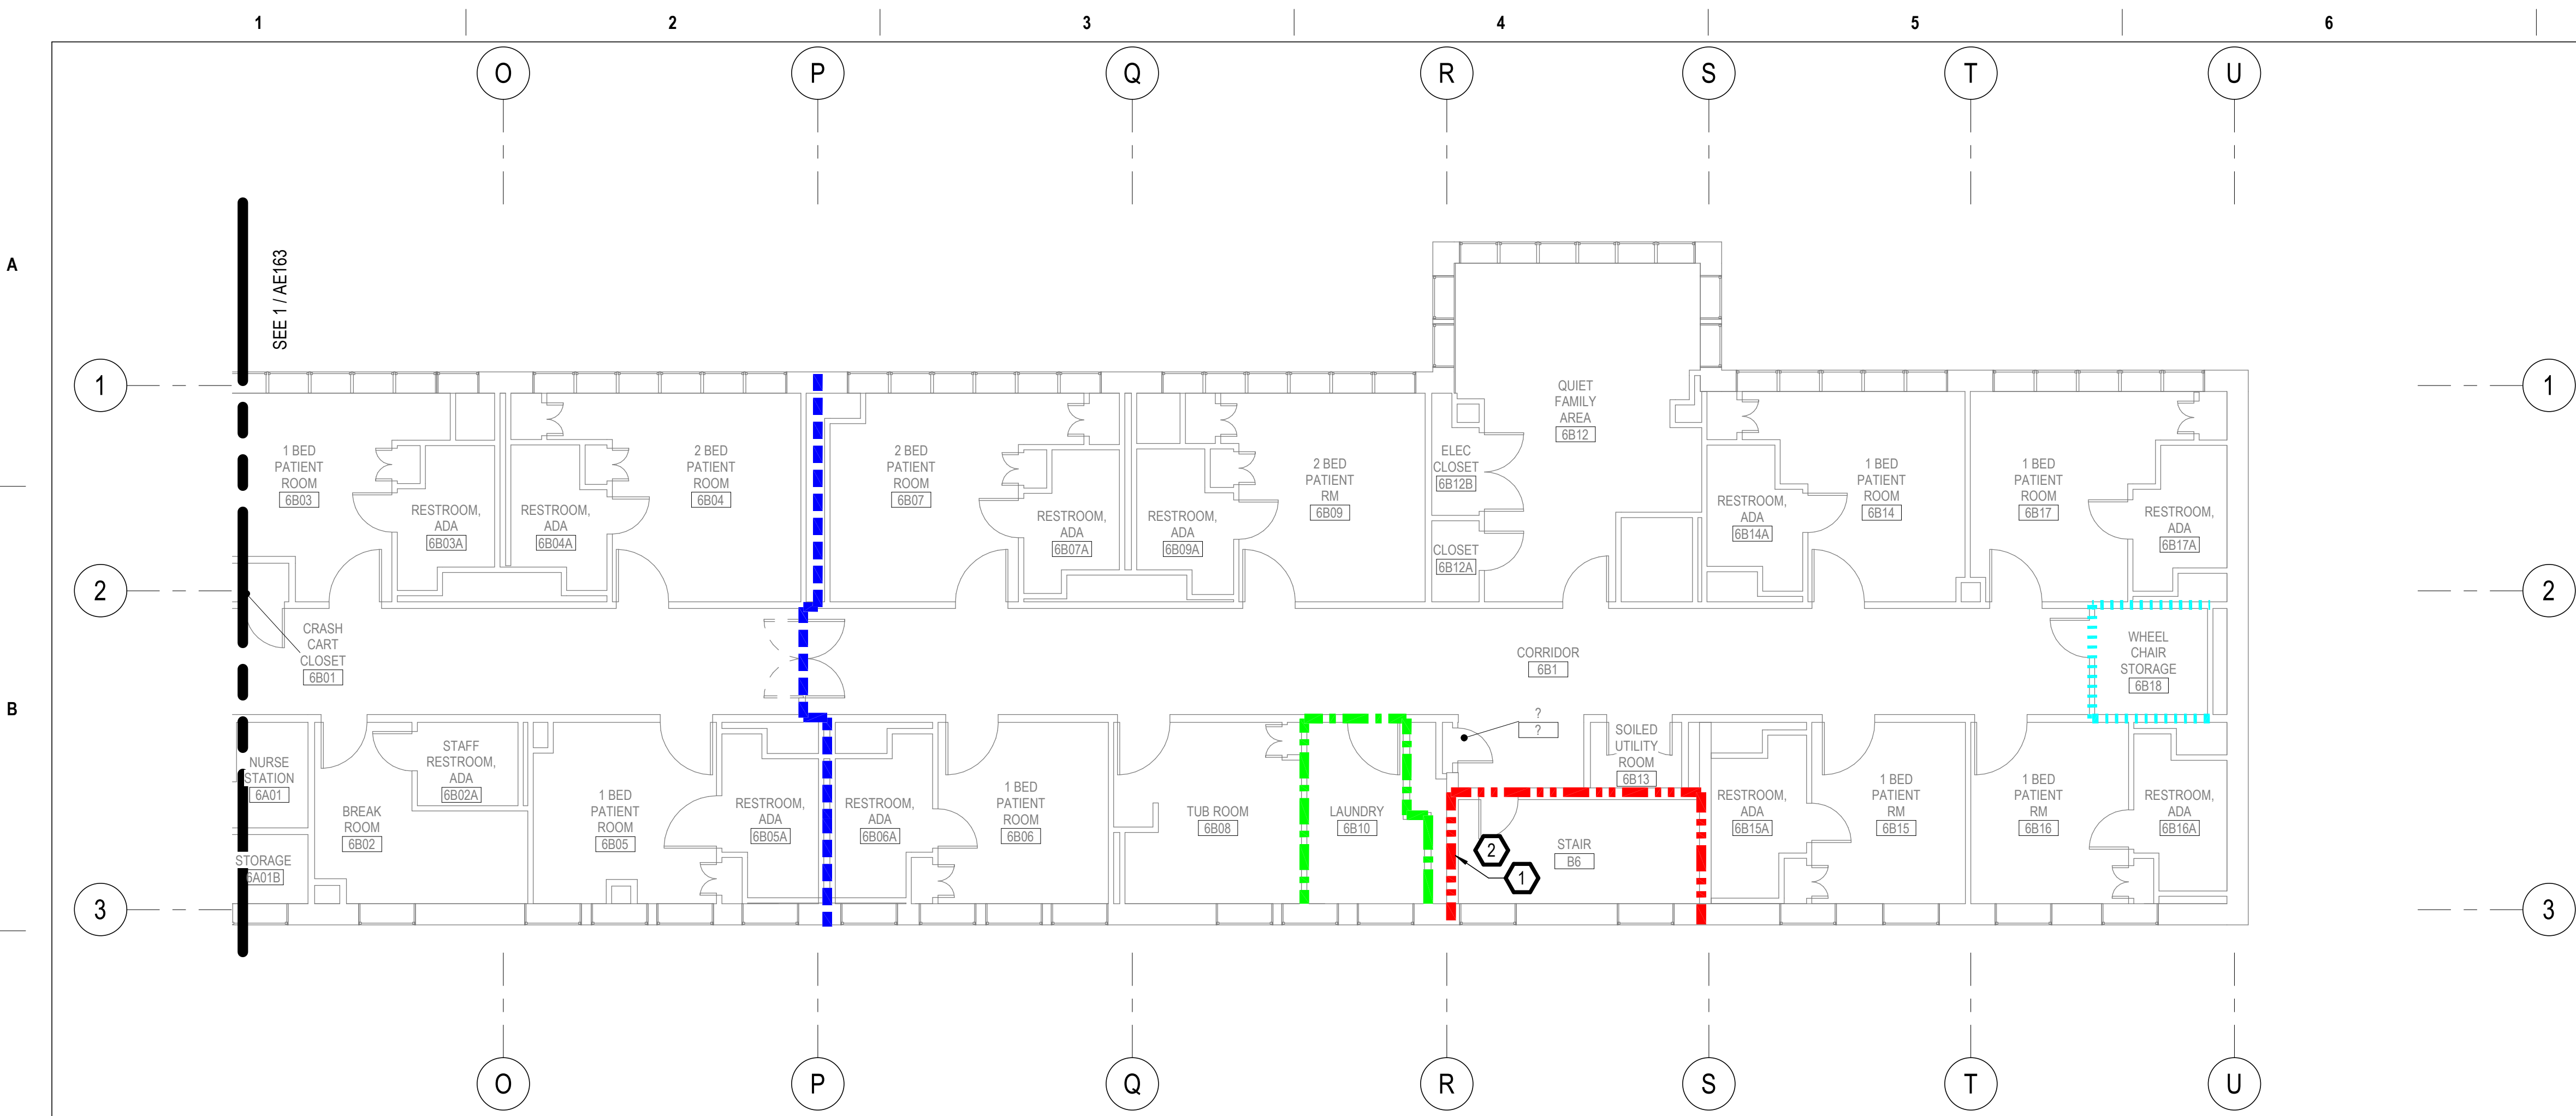 1 2 3 4 5 6
O P Q R S T U
A
SEE 1 / AE163
1
1
QUIET
FAMILY
AREA
6B12
1 BED
PATIENT
ROOM
6B03
RESTROOM,
ADA
6B03A
RESTROOM,
ADA
6B04A
2 BED
PATIENT
ROOM
6B04
2 BED
PATIENT
ROOM
6B07
RESTROOM,
ADA
6B07A
RESTROOM,
ADA
6B09A
2 BED
PATIENT
RM
6B09
ELEC
CLOSET
6B12B
CLOSET
6B12A
RESTROOM,
ADA
6B14A
1 BED
PATIENT
ROOM
6B14
1 BED
PATIENT
ROOM
6B17
RESTROOM,
ADA
6B17A
2
2
CRASH
CART
CLOSET
6B01
CORRIDOR
6B1
WHEEL
CHAIR
STORAGE
6B18
B
NURSE
STATION
6A01
STORAGE
6A01B
BREAK
ROOM
6B02
STAFF
RESTROOM,
ADA
6B02A
1 BED
PATIENT
ROOM
6B05
RESTROOM,
ADA
6B05A
RESTROOM,
ADA
6B06A
1 BED
PATIENT
ROOM
6B06
TUB ROOM
6B08
LAUNDRY
6B10
?
?
SOILED
UTILITY
ROOM
6B13
2
1
STAIR
B6
RESTROOM,
ADA
6B15A
1 BED
PATIENT
RM
6B15
1 BED
PATIENT
RM
6B16
RESTROOM,
ADA
6B16A
3
3
O P Q R S T U